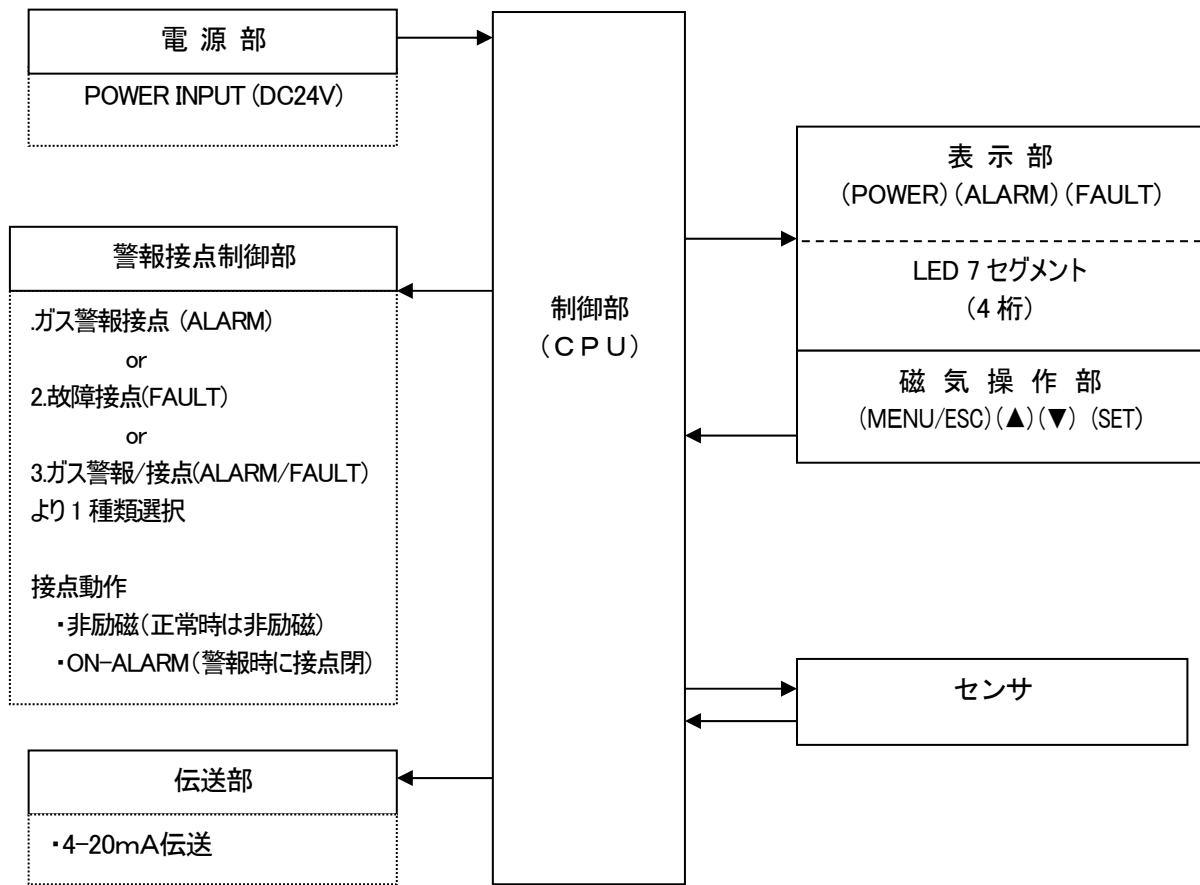 電 源 部
POWER INPUT (DC24V)
警報接点制御部
.ガス警報接点 (ALARM)
or
2.故障接点(FAULT)
or
3.ガス警報/接点(ALARM/FAULT)
より1種類選択
接点動作
・非励磁(正常時は非励磁)
・ON-ALARM(警報時に接点閉)
伝送部
・4-20mA伝送
制御部
(CPU)
表 示 部
(POWER)(ALARM)(FAULT)
LED 7 セグメント
(4 桁)
磁 気 操 作 部
(MENU/ESC)(▲)(▼) (SET)
センサ